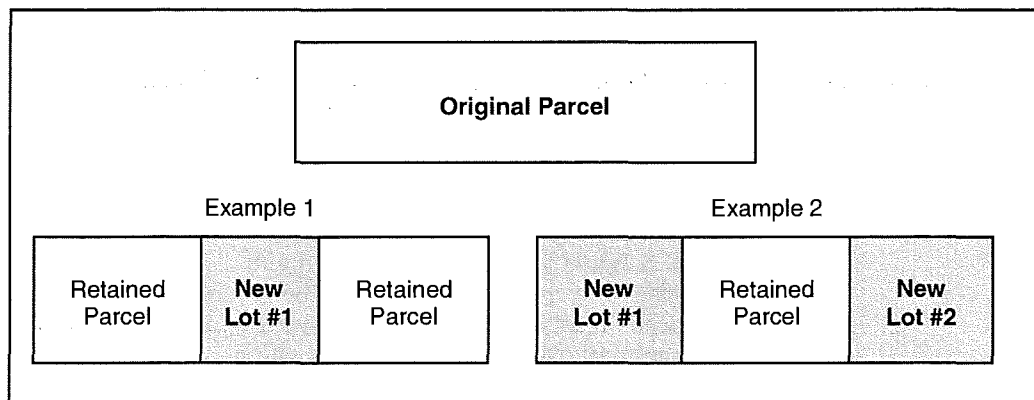 Original Parcel
Example 1
Example 2
Retained
Parcel
New
Lot #1
Retained
Parcel
New
Lot #1
Retained
Parcel
New
Lot #2